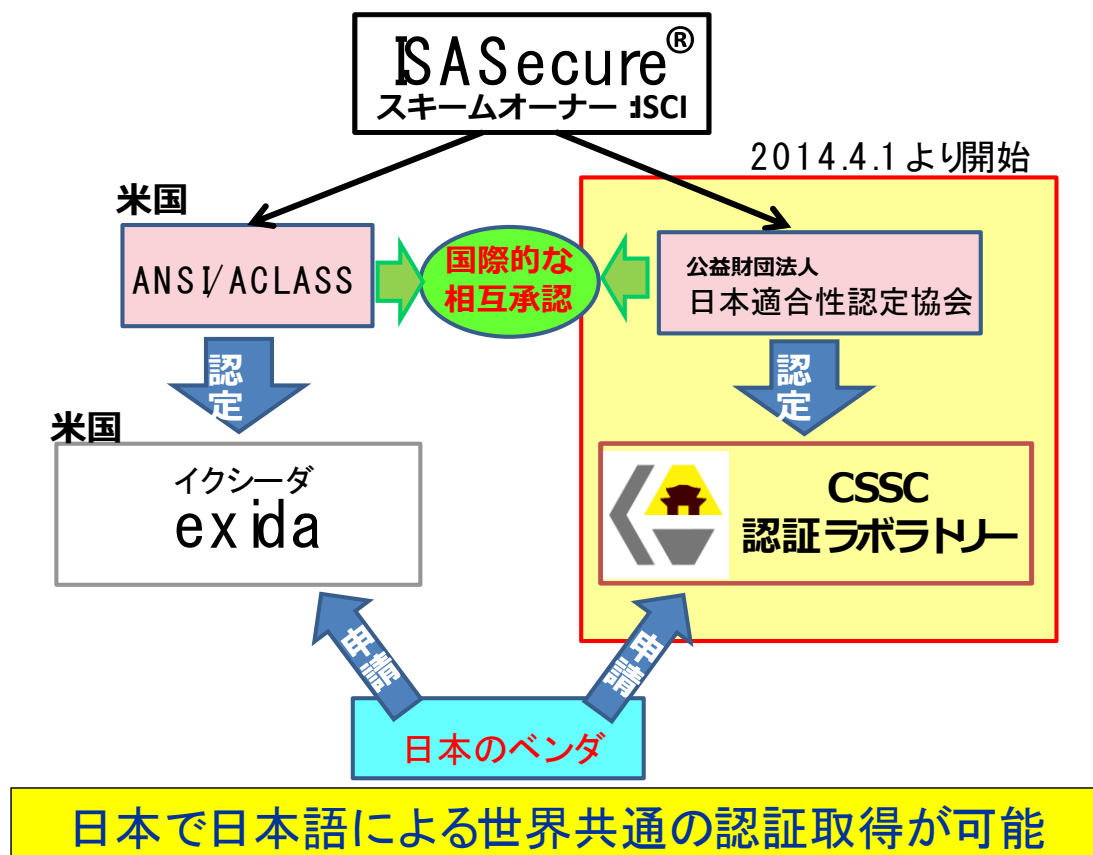 ISASecure®
スキームオーナー:ISCI
2014.4.1より開始
米国
ANSI/ACLASS
国際的な
相互承認
公益財団法人
日本適合性認定協会
認定
認定
米国
イクシーダ
exida
CSSC
認証ラボラトリー
申請
申請
日本のベンダ
日本で日本語による世界共通の認証取得が可能